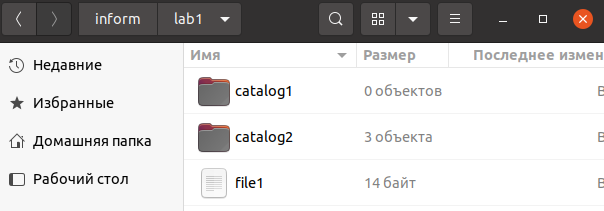 inform lab1
Имя Размер Последнее измен
Недавние
catalog1 0 объектов В
Избранные
catalog2 3 объекта В
Домашняя папка
file1 14 байт В
Рабочий стол